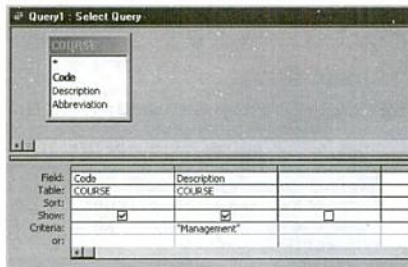 Query1 : Select Query
COURSE
*
Code
Description
Abbreviation
Field: Code Description
Table: COURSE COURSE
Sort:
Show:
Criteria: "Management"
or: